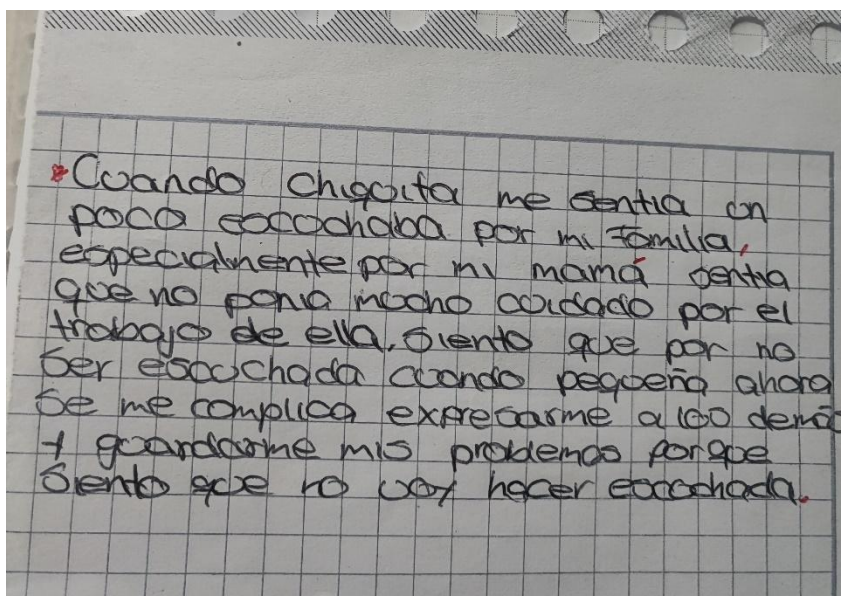 Cuando chiquita me sentia un
poco escuchaba por mi familia,
especialmente por mi mamá sentia
que no ponia mucho cuidado por el
trabajo de ella. Siento que por no
ser escuchada cuando pequeña ahora
se me complica expresarme a los demá
y guardarme mis problemas porque
siento que no voy hacer escuchada.